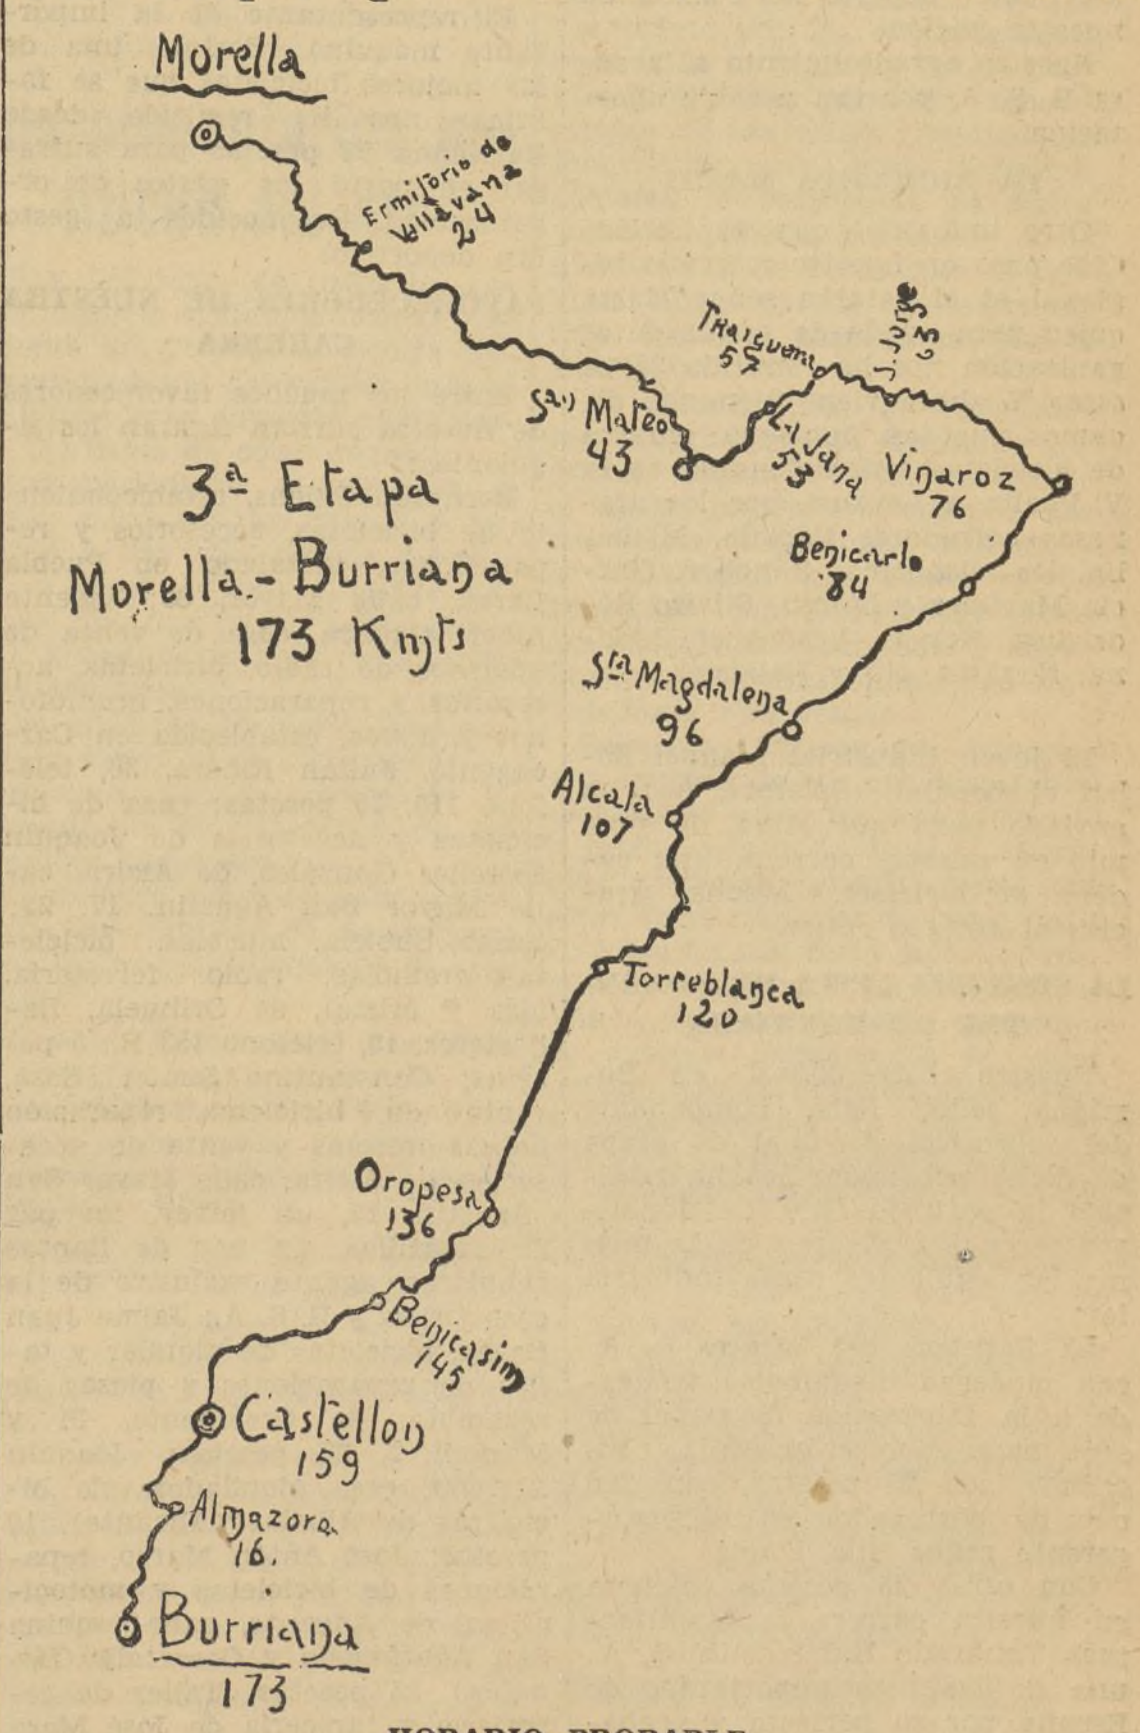 Morella
Ermitorio de
Vallivana
24
Traiguera
57
S. Jorge
San Mateo
43
La Jana
53
Vinaroz
76
3ª Etapa
Morella - Burriana
173 Kmts
Benicarlo
84
Sta Magdalena
96
Alcala
107
Torreblanca
120
Oropesa
136
Benicasim
145
Castellon
159
Almazora
16.
Burriana
173
HORARIO PROBABLE